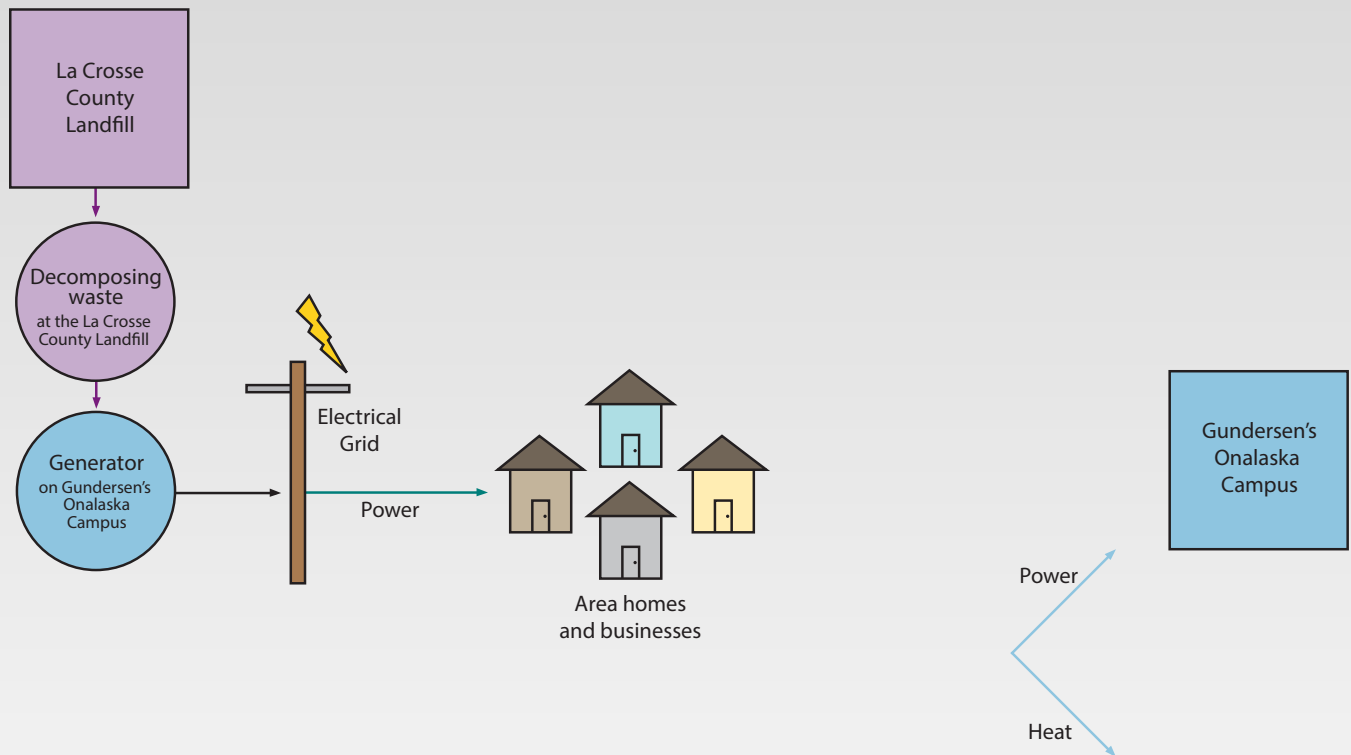 La Crosse
County
Landfill
Decomposing
waste
at the La Crosse
County Landfill
Generator
on Gundersen's
Onalaska
Campus
Electrical
Grid
Power
Area homes
and businesses
Gundersen's
Onalaska
Campus
Power
Heat